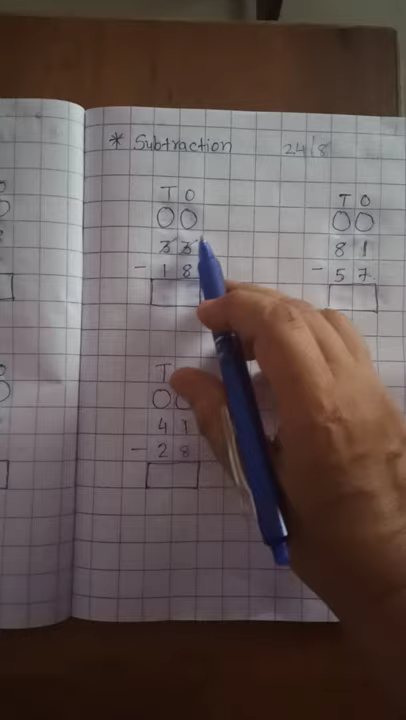 * Subtraction 24/8
T O
3 3
- 1 8
T O
8 1
- 5 7
T
4 1
- 2 8